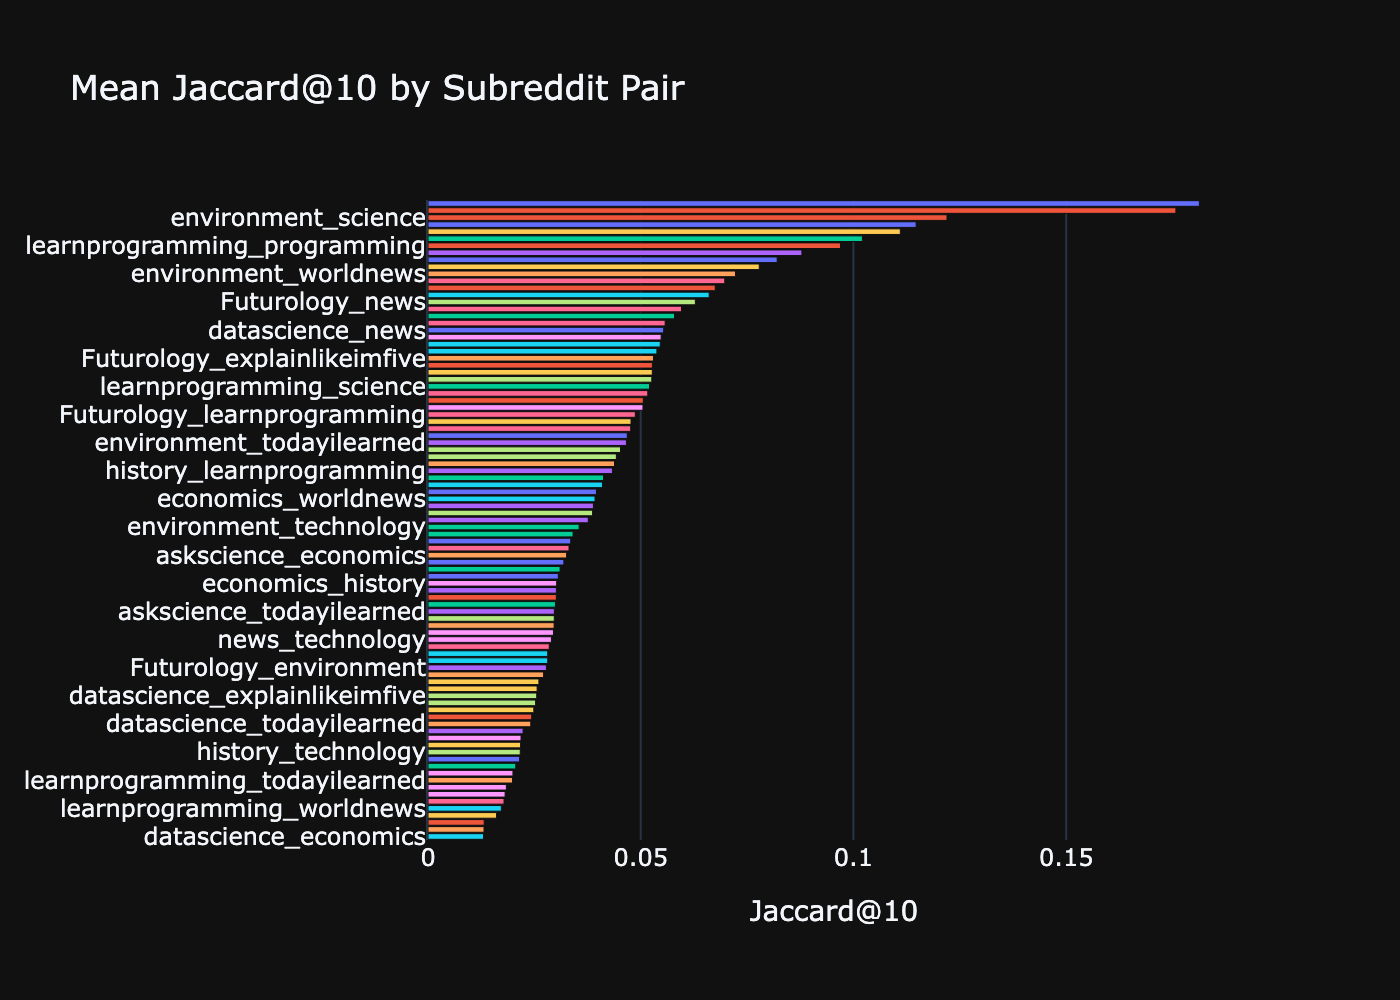 Mean Jaccard@10 by Subreddit Pair
environment_science
learnprogramming_programming
environment_worldnews
Futurology_news
datascience_news
Futurology_explainlikeimfive
learnprogramming_science
Futurology_learnprogramming
environment_todayilearned
history_learnprogramming
economics_worldnews
environment_technology
askscience_economics
economics_history
askscience_todayilearned
news_technology
Futurology_environment
datascience_explainlikeimfive
datascience_todayilearned
history_technology
learnprogramming_todayilearned
learnprogramming_worldnews
datascience_economics
0 0.05 0.1 0.15
Jaccard@10